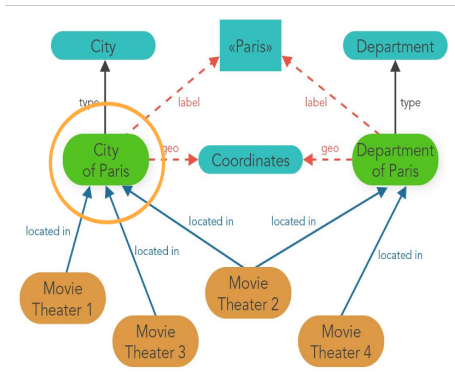 City
«Paris»
Department
type
label
label
type
City
of Paris
geo
Coordinates
geo
Department
of Paris
located in
located in
located in
located in
located in
Movie
Theater 1
Movie
Theater 2
Movie
Theater 3
Movie
Theater 4